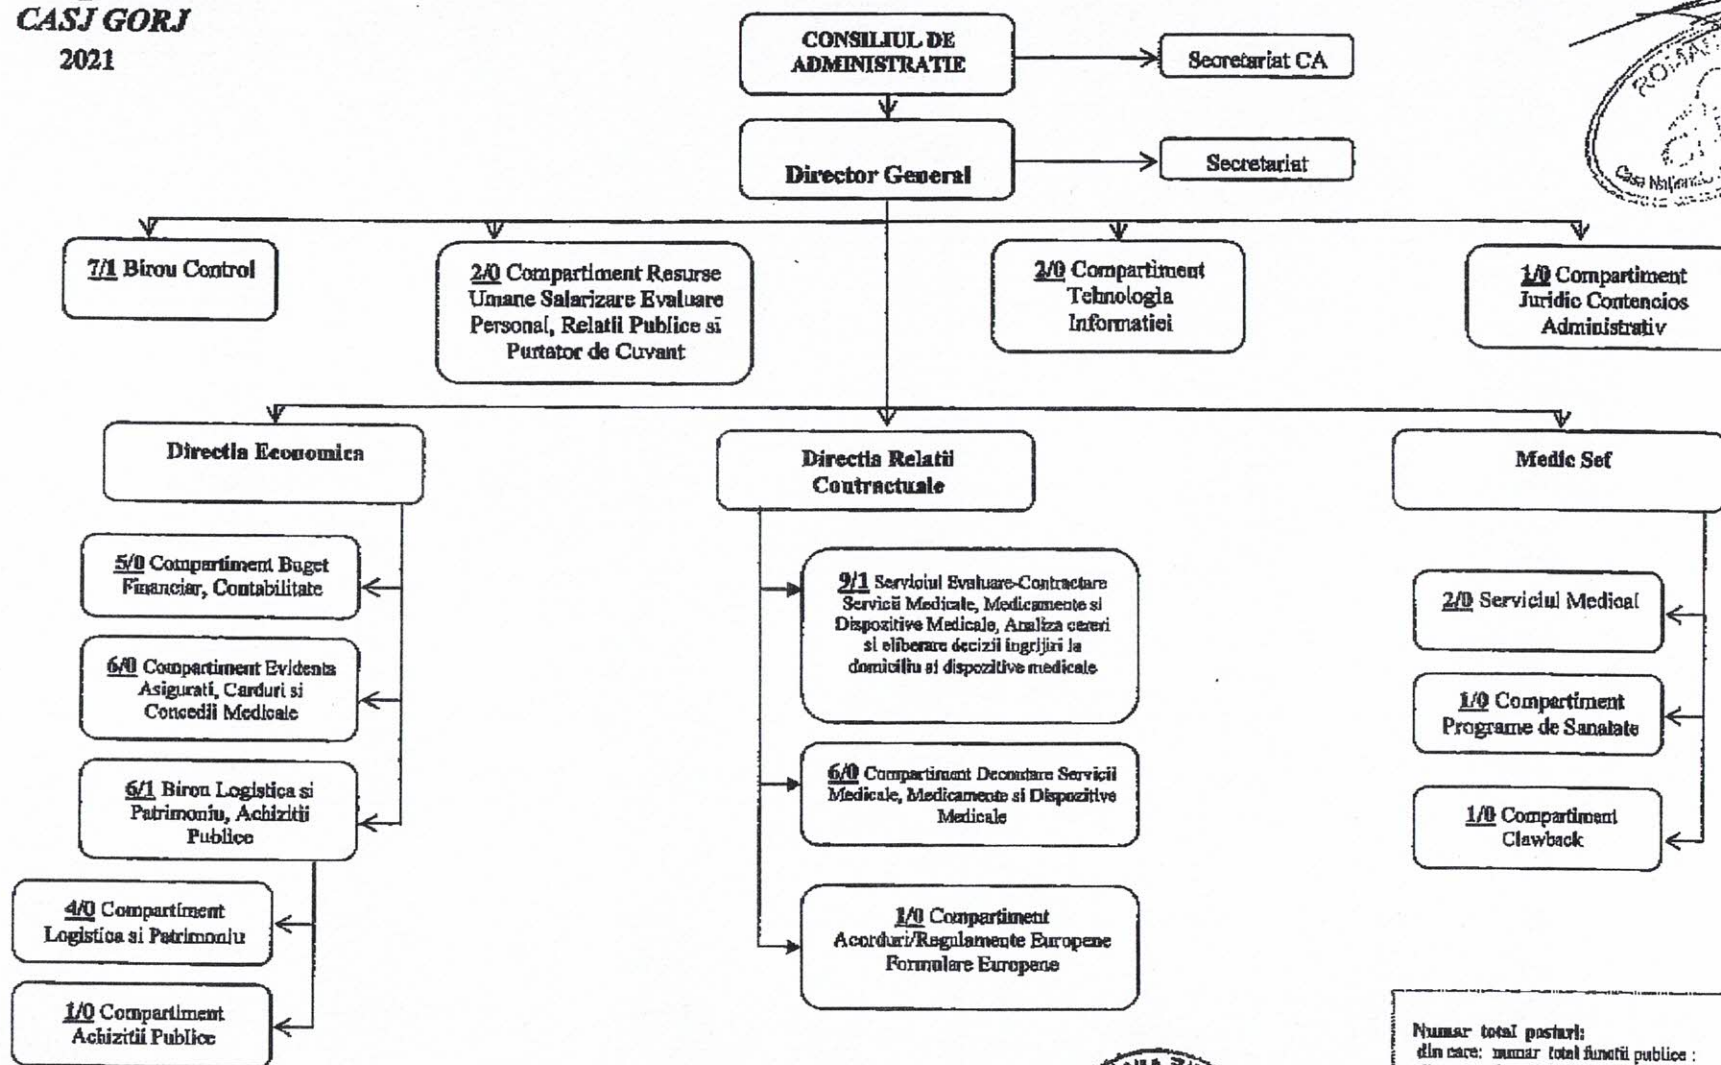 CASJ GORJ
2021
CONSILIUL DE
ADMINISTRATIE
Secretariat CA
Director General
Secretariat
ROMA
Casa Națională
7/1 Birou Control
2/0 Compartiment Resurse
Umane Salarizare Evaluare
Personal, Relatii Publice si
Purtator de Cuvant
2/0 Compartiment
Tehnologia
Informatiei
1/0 Compartiment
Juridic Contencios
Administrativ
Directia Economica
Directia Relatii
Contractuale
Medic Sef
5/0 Compartiment Buget
Financiar, Contabilitate
6/0 Compartiment Evidenta
Asigurati, Carduri si
Concedii Medicale
6/1 Birou Logistica si
Patrimoniu, Achizitii
Publice
4/0 Compartiment
Logistica si Patrimoniu
1/0 Compartiment
Achizitii Publice
9/1 Serviciul Evaluare-Contractare
Servicii Medicale, Medicamente si
Dispozitive Medicale, Analiza cereri
si eliberare decizii ingrijiri la
domiciliu si dispozitive medicale
6/0 Compartiment Decontare Servicii
Medicale, Medicamente si Dispozitive
Medicale
1/0 Compartiment
Acorduri/Regulamente Europene
Formulare Europene
2/0 Serviciul Medical
1/0 Compartiment
Programe de Sanatate
1/0 Compartiment
Clawback
Numar total posturi:
din care: numar total functii publice :